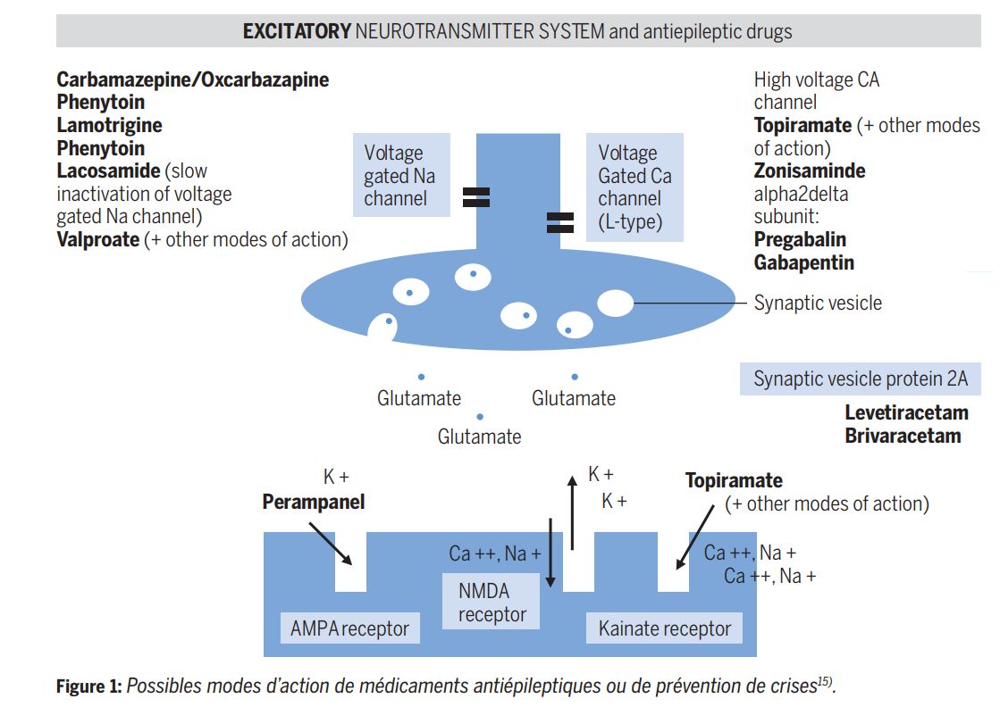 EXCITATORY NEUROTRANSMITTER SYSTEM and antiepileptic drugs
Carbamazepine/Oxcarbazapine
Phenytoin
Lamotrigine
Phenytoin
Lacosamide (slow
inactivation of voltage
gated Na channel)
Valproate (+ other modes of action)
Voltage
gated Na
channel
Voltage
Gated Ca
channel
(L-type)
High voltage CA
channel
Topiramate (+ other modes
of action)
Zonisaminde
alpha2delta
subunit:
Pregabalin
Gabapentin
Synaptic vesicle
Synaptic vesicle protein 2A
Levetiracetam
Brivaracetam
Glutamate
Glutamate
Glutamate
K +
Perampanel
K +
K +
Topiramate
(+ other modes of action)
Ca ++, Na +
Ca ++, Na +
Ca ++, Na +
NMDA
receptor
AMPA receptor
Kainate receptor
Figure 1: Possibles modes d'action de médicaments antiépileptiques ou de prévention de crises15).